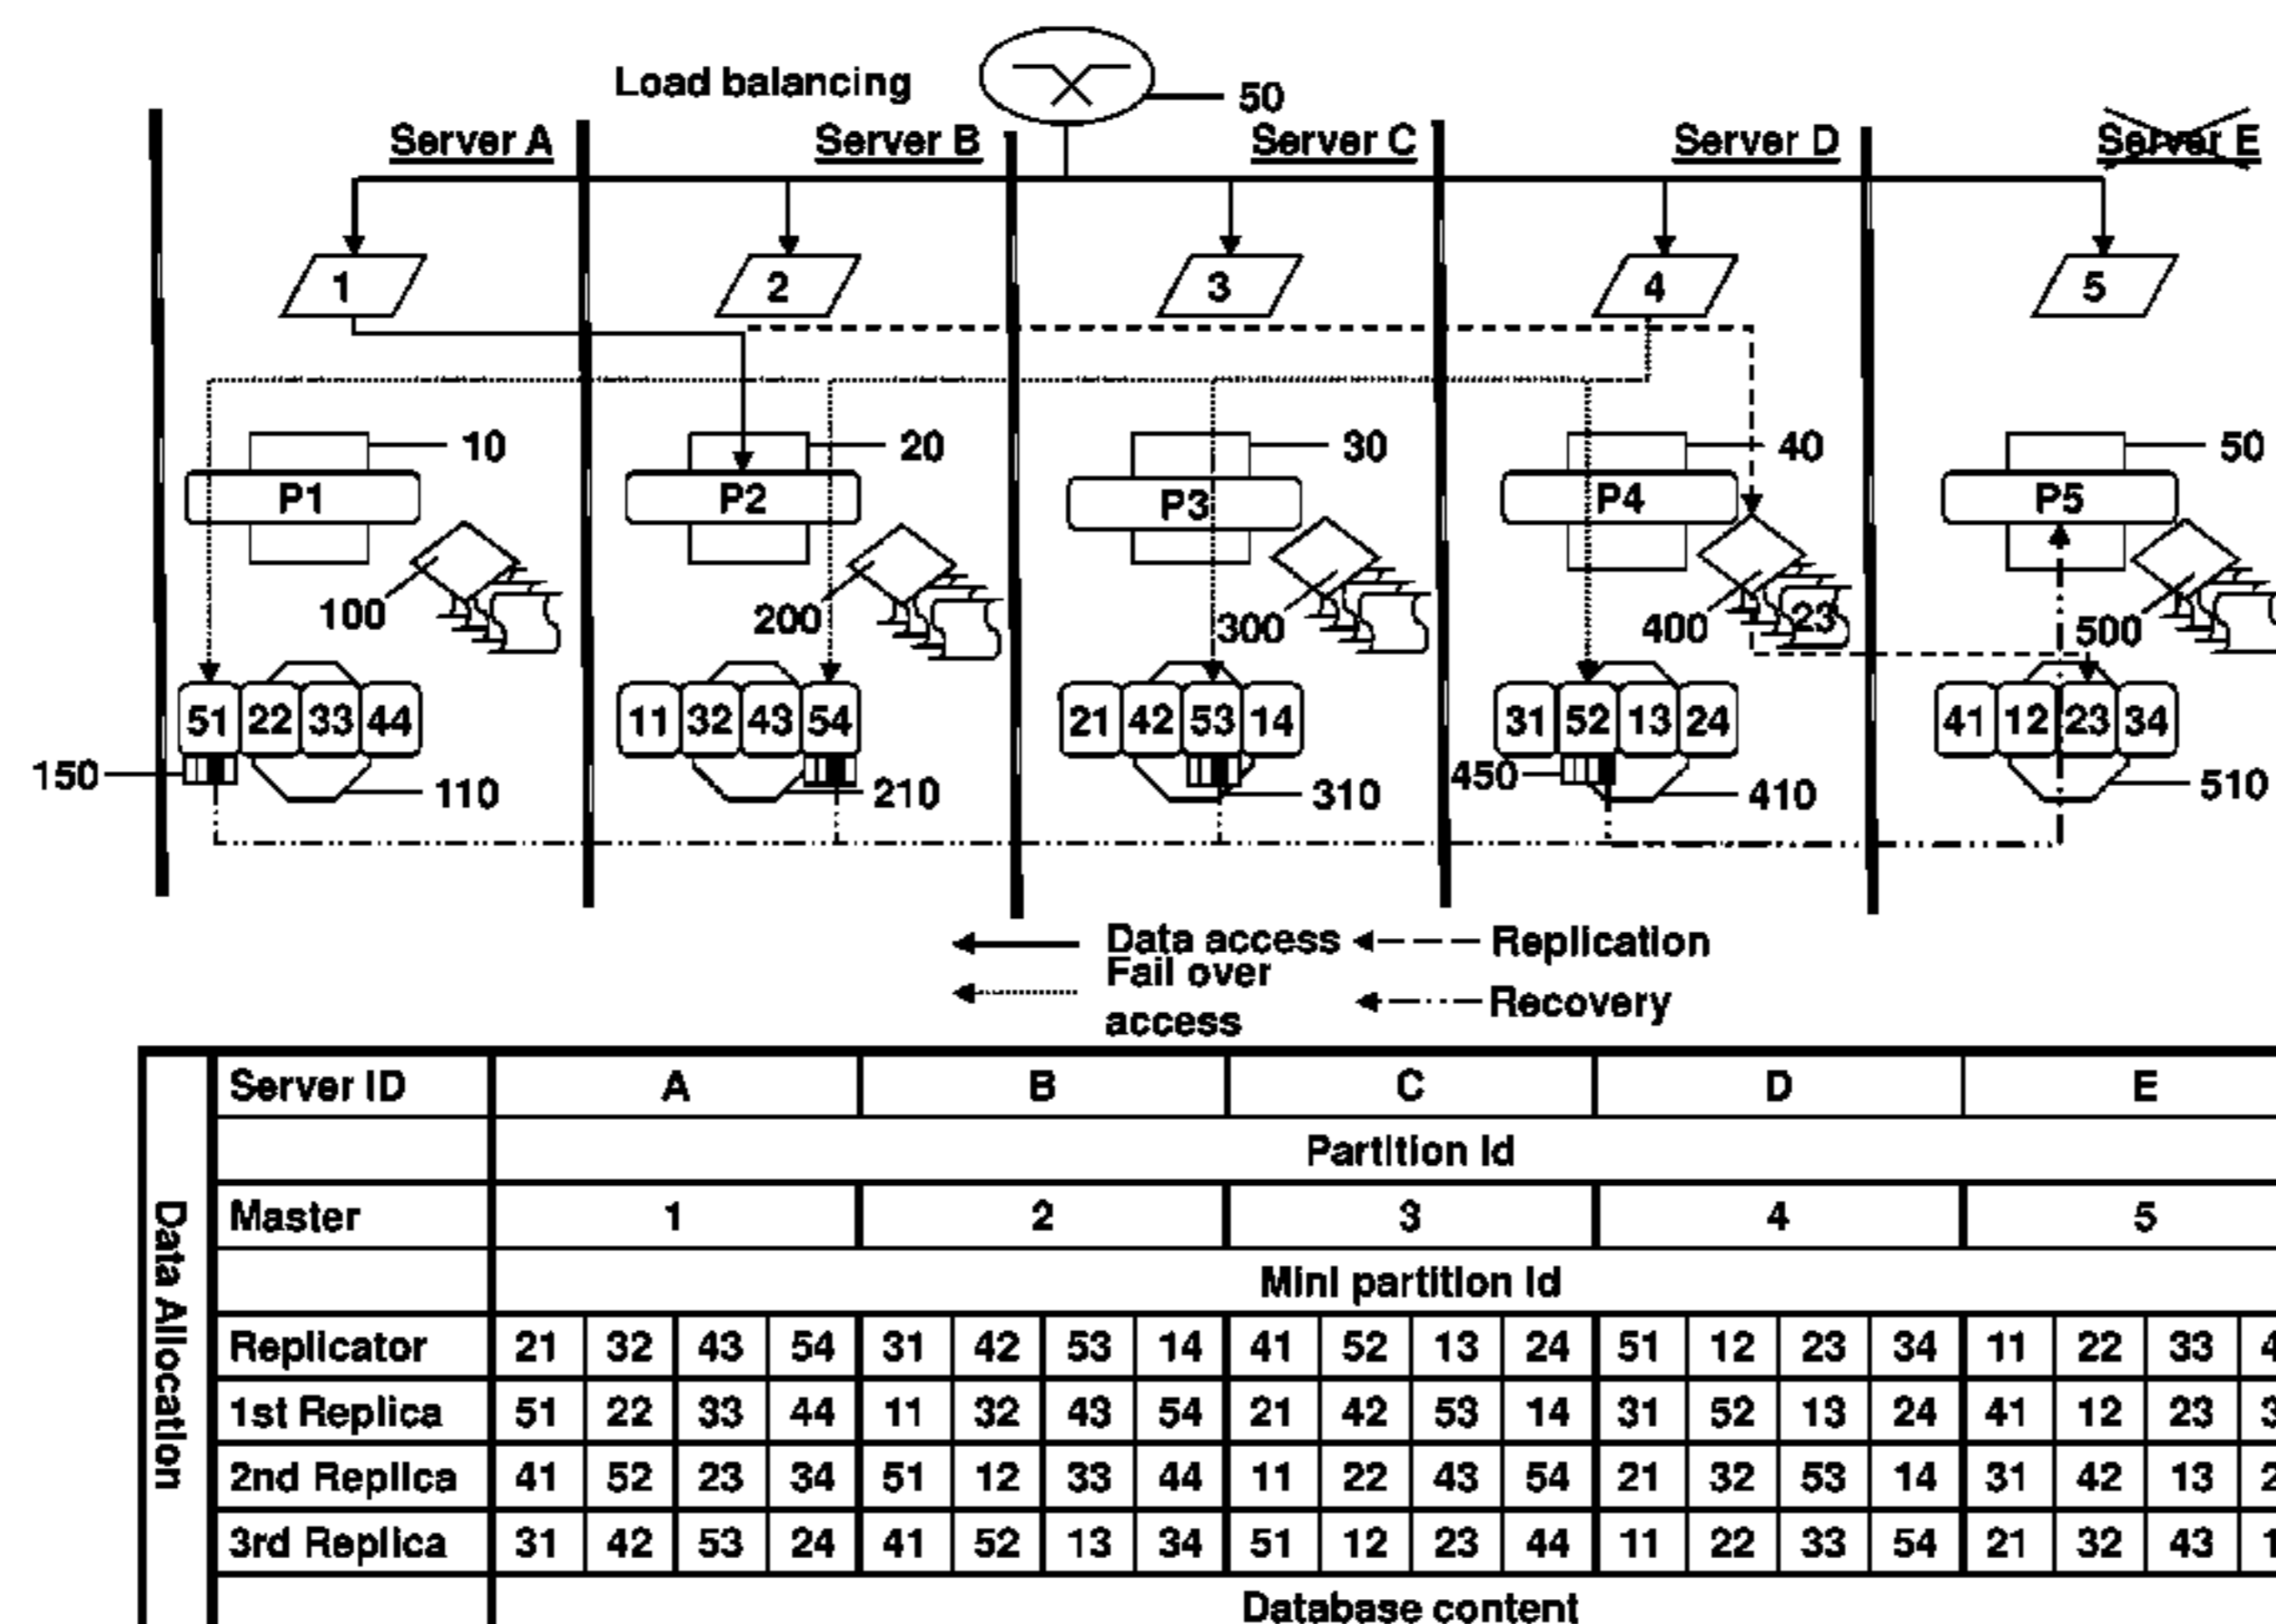 Load balancing 50
Server A Server B Server C Server D Server E
1 2 3 4 5
10 20 30 40 50
P1 P2 P3 P4 P5
100 200 300 400 23 500
51 22 33 44 11 32 43 54 21 42 53 14 31 52 13 24 41 12 23 34
150 110 210 310 450 410 510
Data access Replication
Fail over
access Recovery
Data Allocation
Server ID A B C D E
Partition Id
Master 1 2 3 4 5
Mini partition Id
Replicator 21 32 43 54 31 42 53 14 41 52 13 24 51 12 23 34 11 22 33
1st Replica 51 22 33 44 11 32 43 54 21 42 53 14 31 52 13 24 41 12 23
2nd Replica 41 52 23 34 51 12 33 44 11 22 43 54 21 32 53 14 31 42 13
3rd Replica 31 42 53 24 41 52 13 34 51 12 23 44 11 22 33 54 21 32 43
Database content